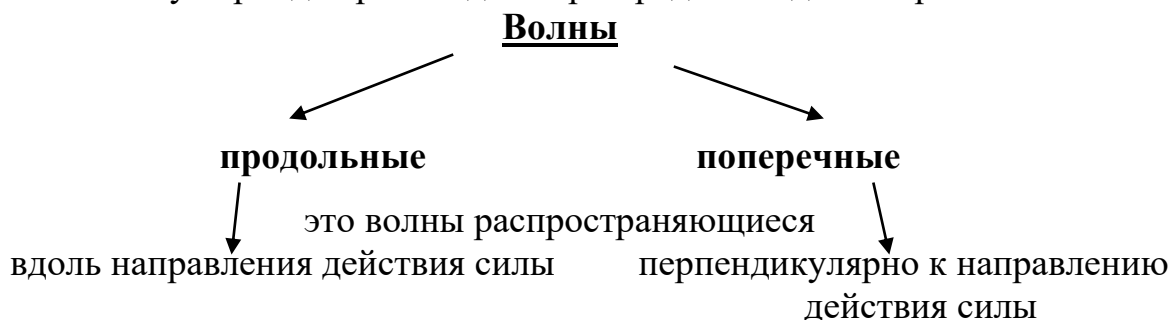 Волны
продольные поперечные
это волны распространяющиеся
вдоль направления действия силы перпендикулярно к направлению
действия силы